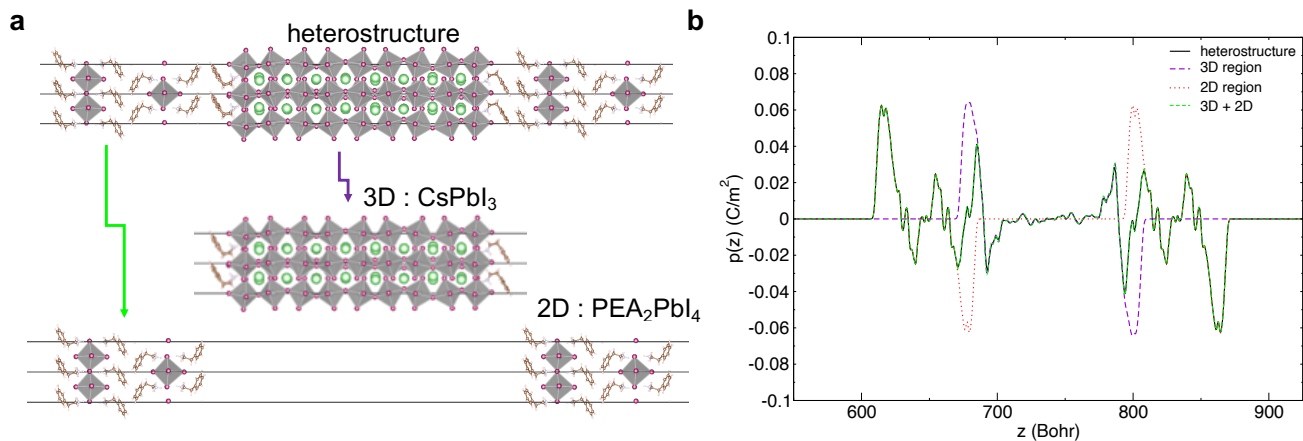 a
heterostructure
3D : CsPbI3
2D : PEA2PbI4
b
0.1
0.08
0.06
0.04
0.02
0
-0.02
-0.04
-0.06
-0.08
-0.1
p(z) (C/m²)
600
700
800
900
z (Bohr)
heterostructure
3D region
2D region
3D + 2D